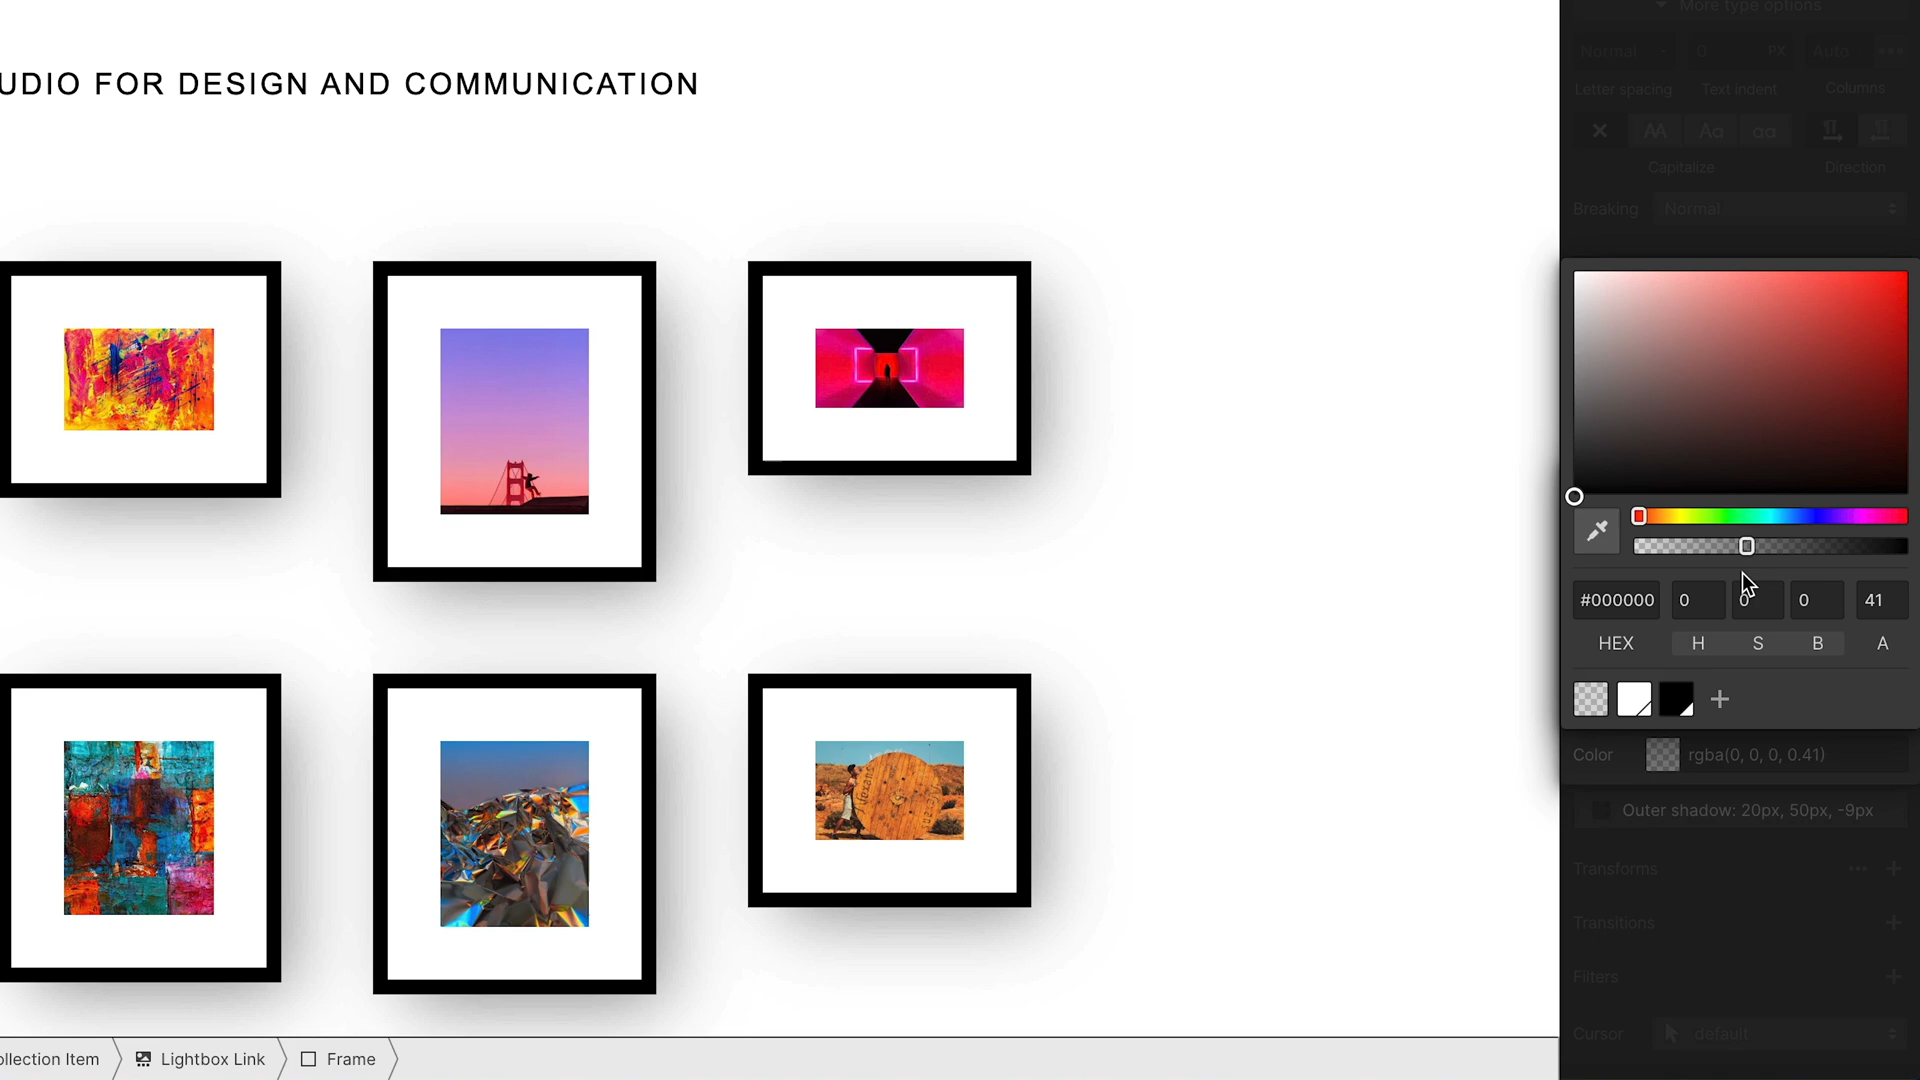 UDIO FOR DESIGN AND COMMUNICATION
More type options
Normal 0 PX Auto
Letter spacing Text indent Columns
AA Aa aa
Capitalize Direction
Breaking Normal
#000000 0 0 0 41
HEX H S B A
Color rgba(0, 0, 0, 0.41)
Outer shadow: 20px, 50px, -9px
Transforms
Transitions
Filters
Cursor default
ollection Item Lightbox Link Frame